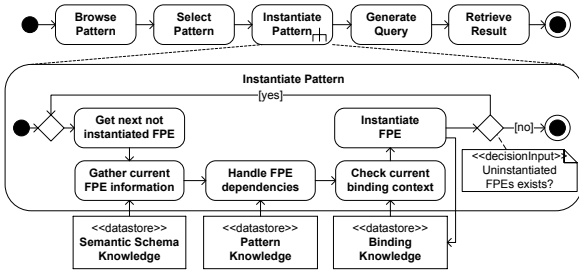 Browse
Pattern
Select
Pattern
Instantiate
Pattern
Generate
Query
Retrieve
Result
Instantiate Pattern
[yes]
Get next not
instantiated FPE
Instantiate
FPE
[no]
<<decisionInput>>
Uninstantiated
FPEs exists?
Gather current
FPE information
Handle FPE
dependencies
Check current
binding context
<<datastore>>
Semantic Schema
Knowledge
<<datastore>>
Pattern
Knowledge
<<datastore>>
Binding
Knowledge